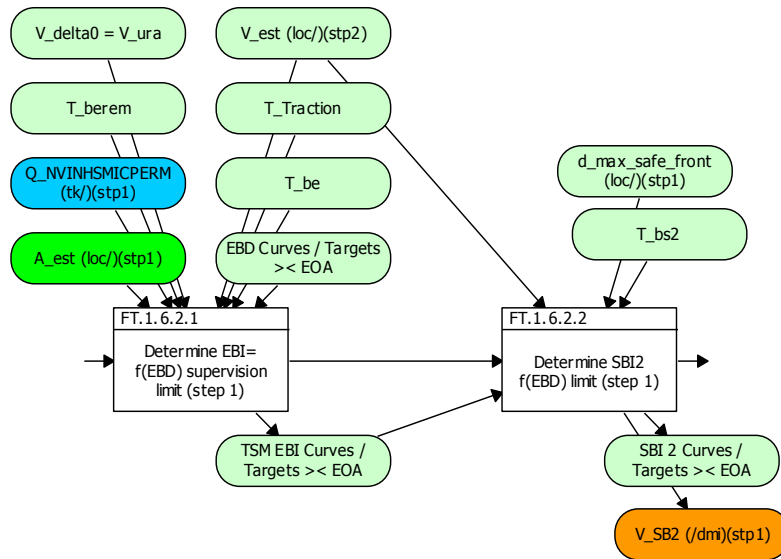 V_delta0 = V_ura
V_est (loc/)(stp2)
T_berem
T_Traction
Q_NVINHSMICPERM
(tk/)(stp1)
T_be
d_max_safe_front
(loc/)(stp1)
A_est (loc/)(stp1)
EBD Curves / Targets
>< EOA
T_bs2
FT.1.6.2.1
Determine EBI=
f(EBD) supervision
limit (step 1)
FT.1.6.2.2
Determine SBI2
f(EBD) limit (step 1)
TSM EBI Curves /
Targets >< EOA
SBI 2 Curves /
Targets >< EOA
V_SB2 (/dmi)(stp1)